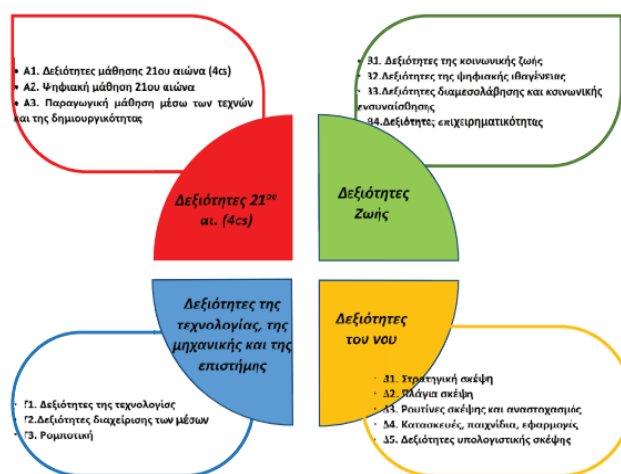 • Α1. Δεξιότητες μάθησης 21ου αιώνα (4cs)
• Α2. Ψηφιακή μάθηση 21ου αιώνα
• Α3. Παραγωγική μάθηση μέσω των τεχνών
και της δημιουργικότητας
• Β1. Δεξιότητες της κοινωνικής ζωής
• Β2.Δεξιότητες της ψηφιακής ιθαγένειας
• Β3.Δεξιότητες διαμεσολάβησης και κοινωνικής
ενσυναίσθησης
• Β4.Δεξιότητες επιχειρηματικότητας
Δεξιότητες 21ου
αι. (4cs)
Δεξιότητες
Ζωής
Δεξιότητες της
τεχνολογίας, της
μηχανικής και της
επιστήμης
Δεξιότητες
του νου
· Γ1. Δεξιότητες της τεχνολογίας
· Γ2.Δεξιότητες διαχείρισης των μέσων
· Γ3. Ρομποτική
· Δ1. Στρατηγική σκέψη
· Δ2. Πλάγια σκέψη
· Δ3. Ρουτίνες σκέψης και αναστοχασμός
· Δ4. Κατασκευές, παιχνίδια, εφαρμογές
· Δ5. Δεξιότητες υπολογιστικής σκέψης